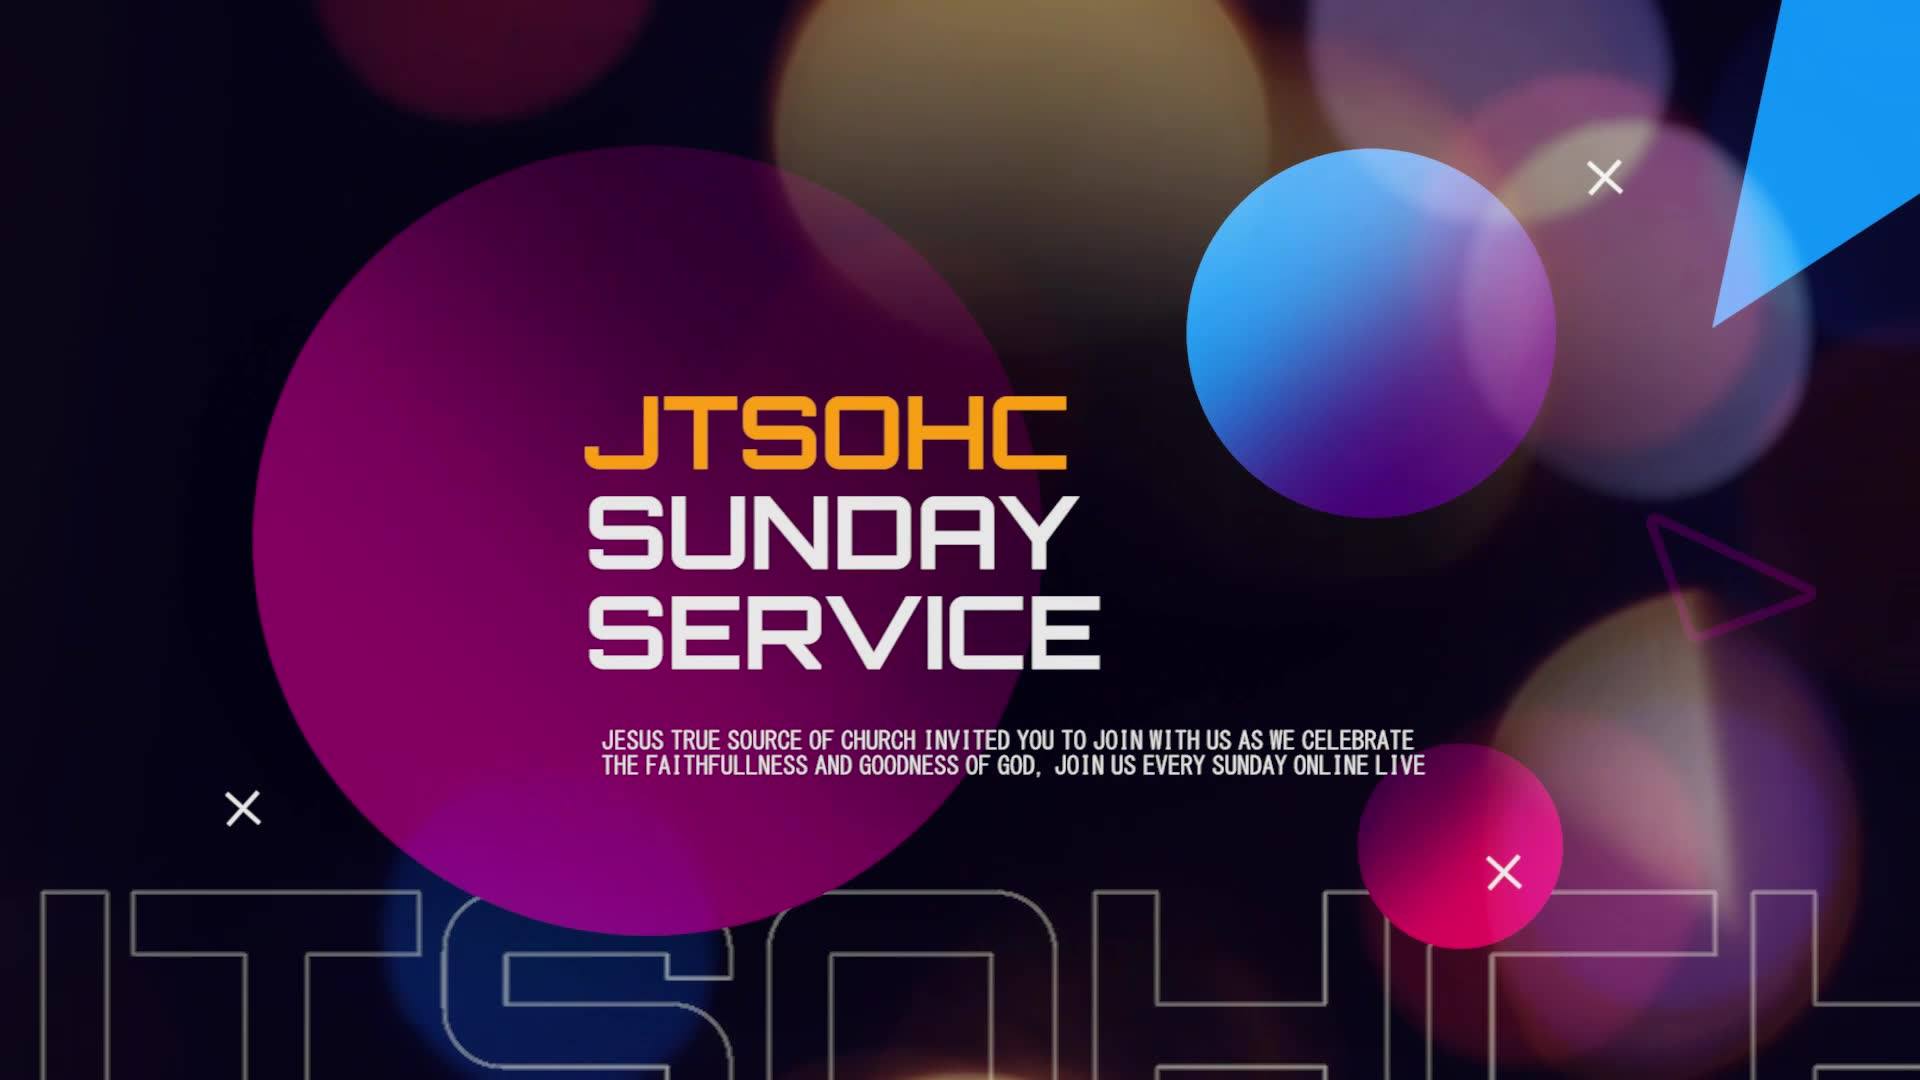 JTSOHC
SUNDAY
SERVICE
JESUS TRUE SOURCE OF CHURCH INVITED YOU TO JOIN WITH US AS WE CELEBRATE
THE FAITHFULLNESS AND GOODNESS OF GOD, JOIN US EVERY SUNDAY ONLINE LIVE
JTSOHCH